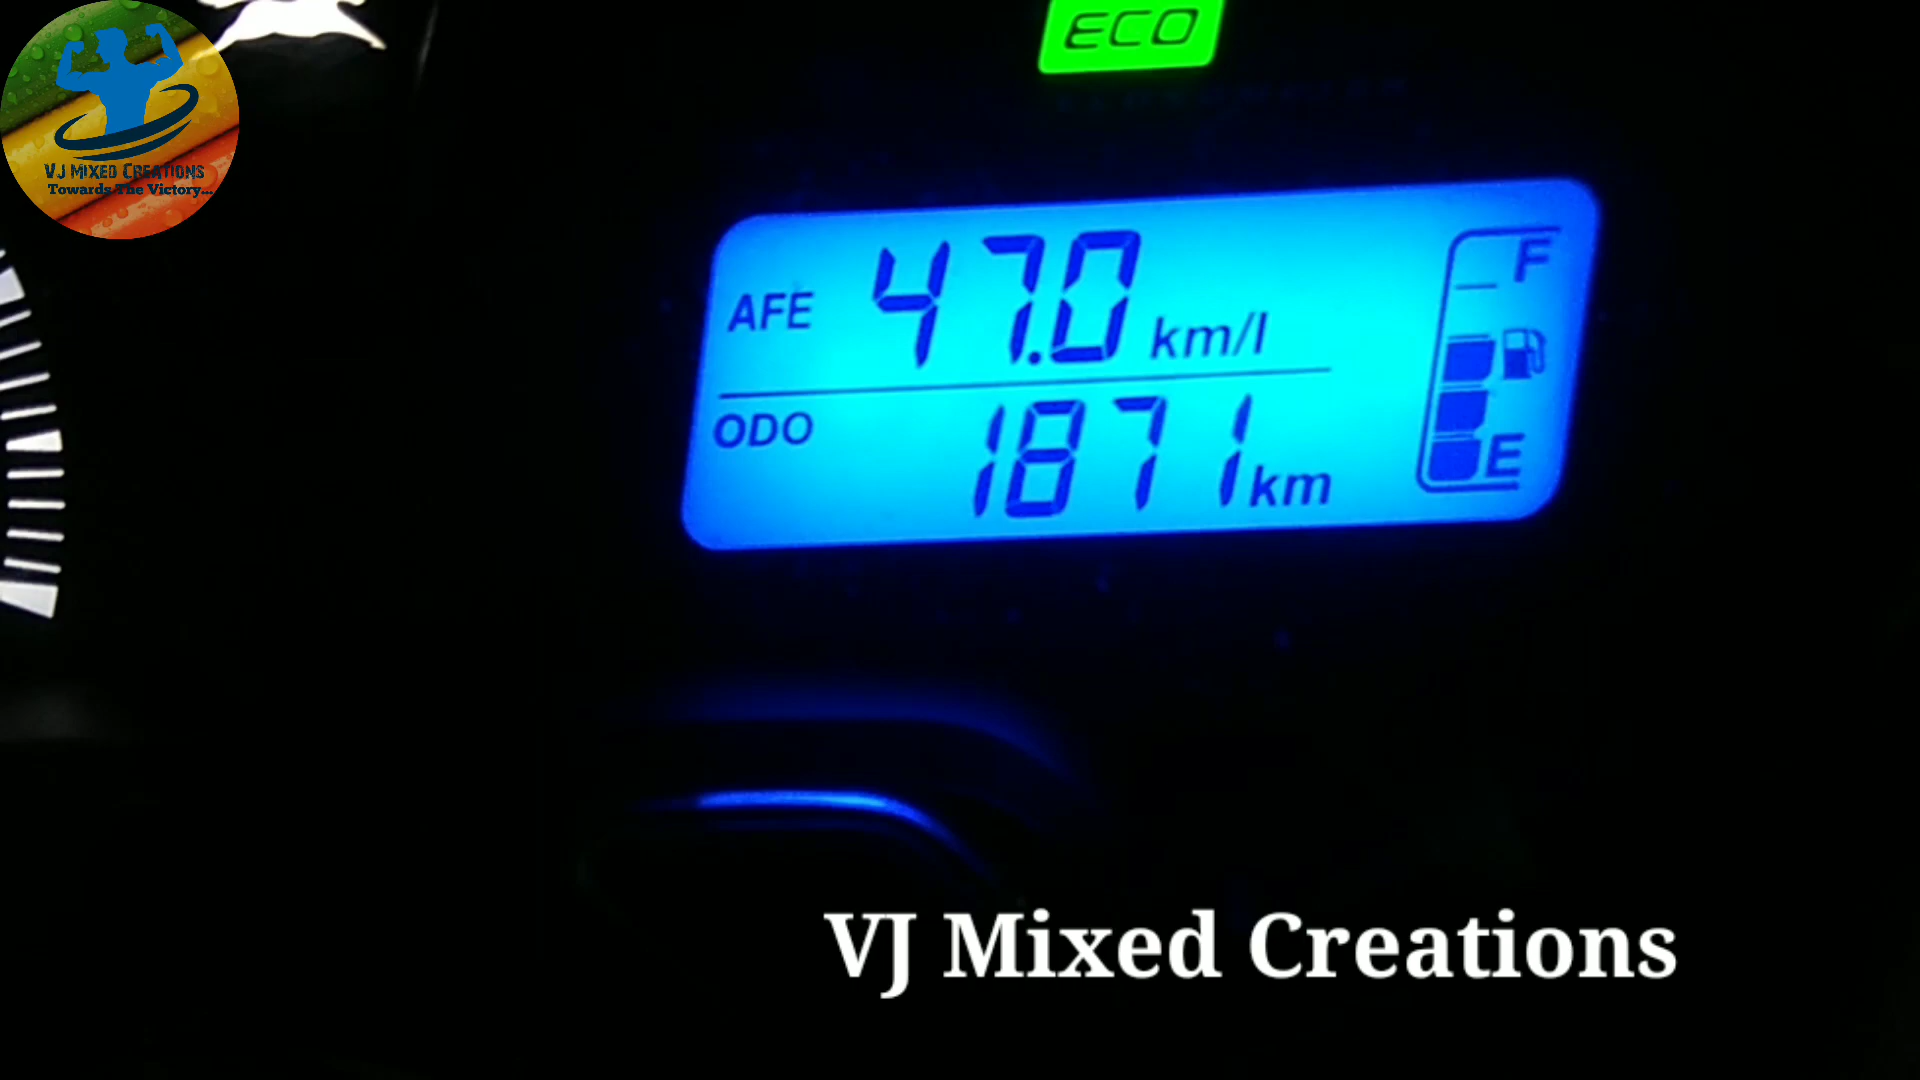 VJ MIXED CREATIONS
Towards The Victory...
ECO
AFE 47.0 km/l
F
ODO 1871 km
E
VJ Mixed Creations